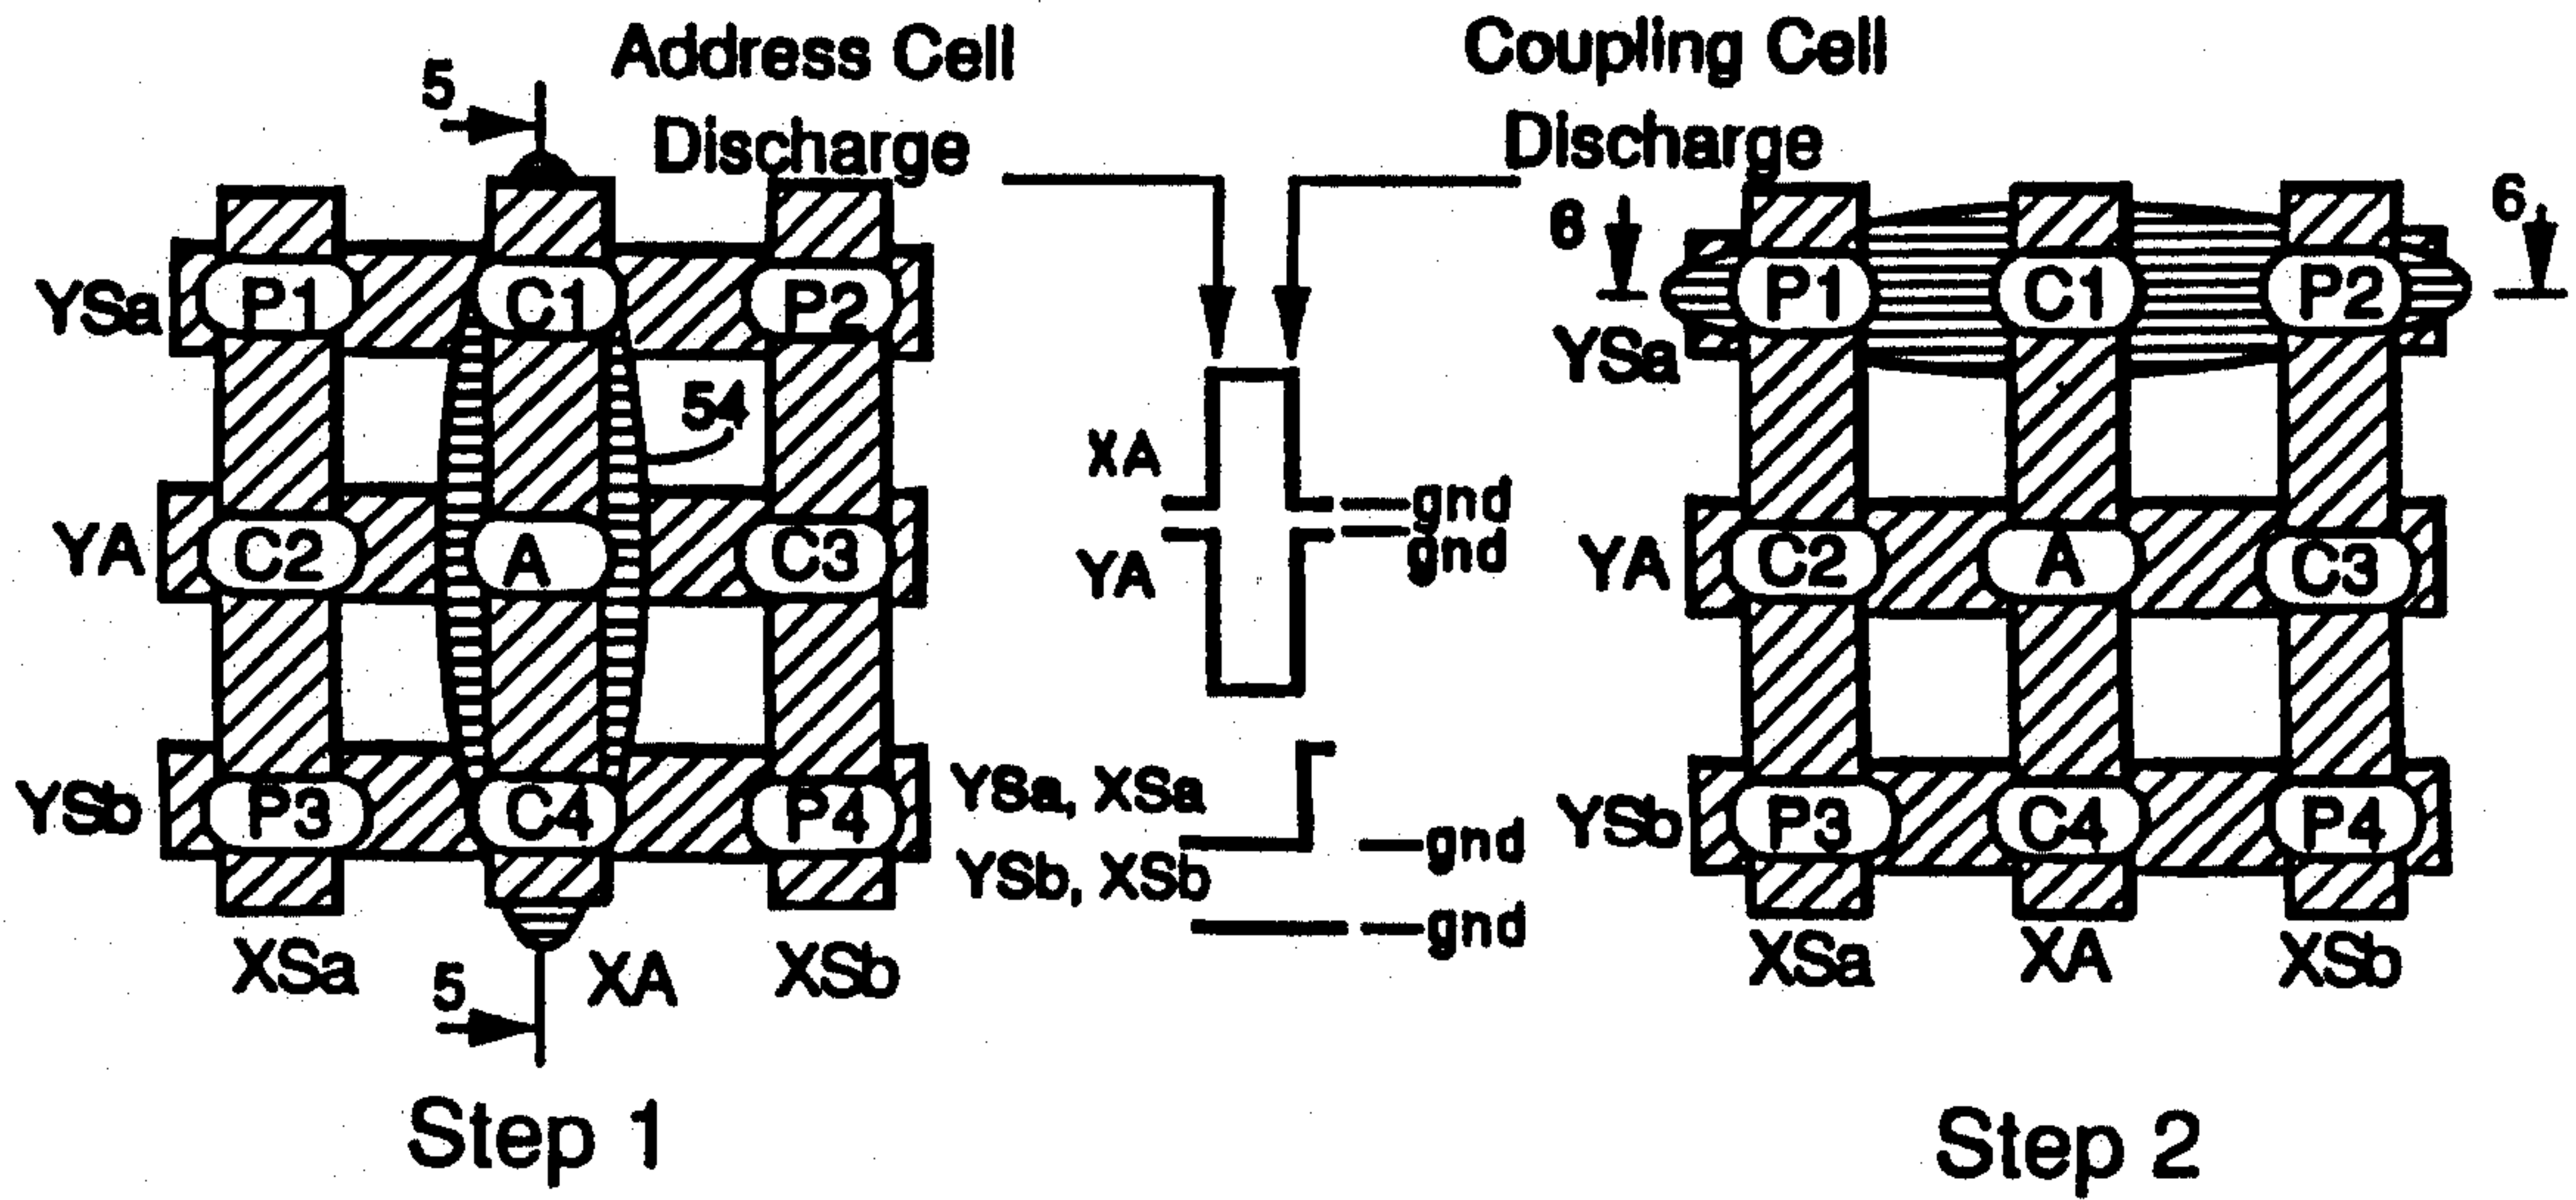 Address Cell
Discharge
Coupling Cell
Discharge
5
P1 C1 P2
YSa
54
YA
C2 A C3
YSb
P3 C4 P4
XSa XA XSb
5
Step 1
XA
gnd
gnd
YA
YSa, XSa
gnd
YSb, XSb
gnd
6
6
P1 C1 P2
YSa
YA
C2 A C3
YSb
P3 C4 P4
XSa XA XSb
Step 2